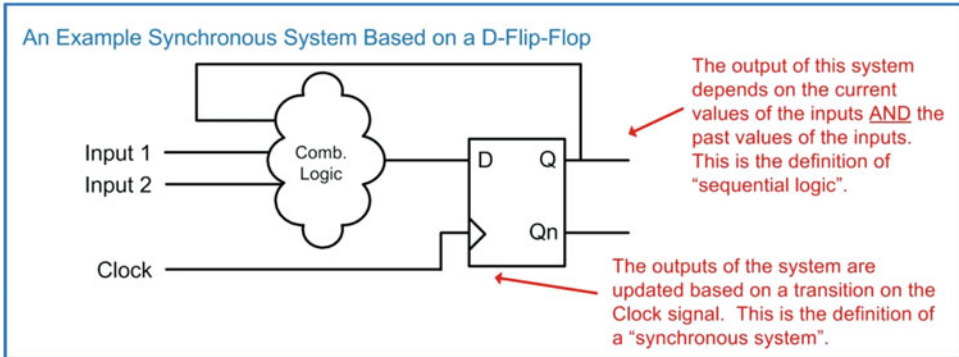 An Example Synchronous System Based on a D-Flip-Flop
The output of this system
depends on the current
values of the inputs AND the
past values of the inputs.
This is the definition of
“sequential logic”.
Input 1
Input 2
Comb.
Logic
D Q
Qn
Clock
The outputs of the system are
updated based on a transition on the
Clock signal. This is the definition of
a “synchronous system”.